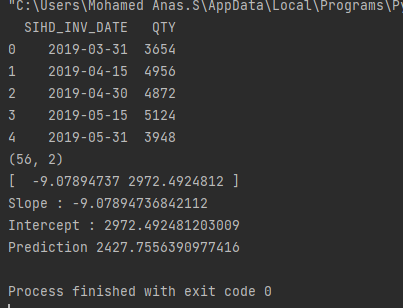 "C:\Users\Mohamed Anas.S\AppData\Local\Programs\Py
SIHD_INV_DATE QTY
0 2019-03-31 3654
1 2019-04-15 4956
2 2019-04-30 4872
3 2019-05-15 5124
4 2019-05-31 3948
(56, 2)
[ -9.07894737 2972.4924812 ]
Slope : -9.07894736842112
Intercept : 2972.492481203009
Prediction 2427.7556390977416
Process finished with exit code 0